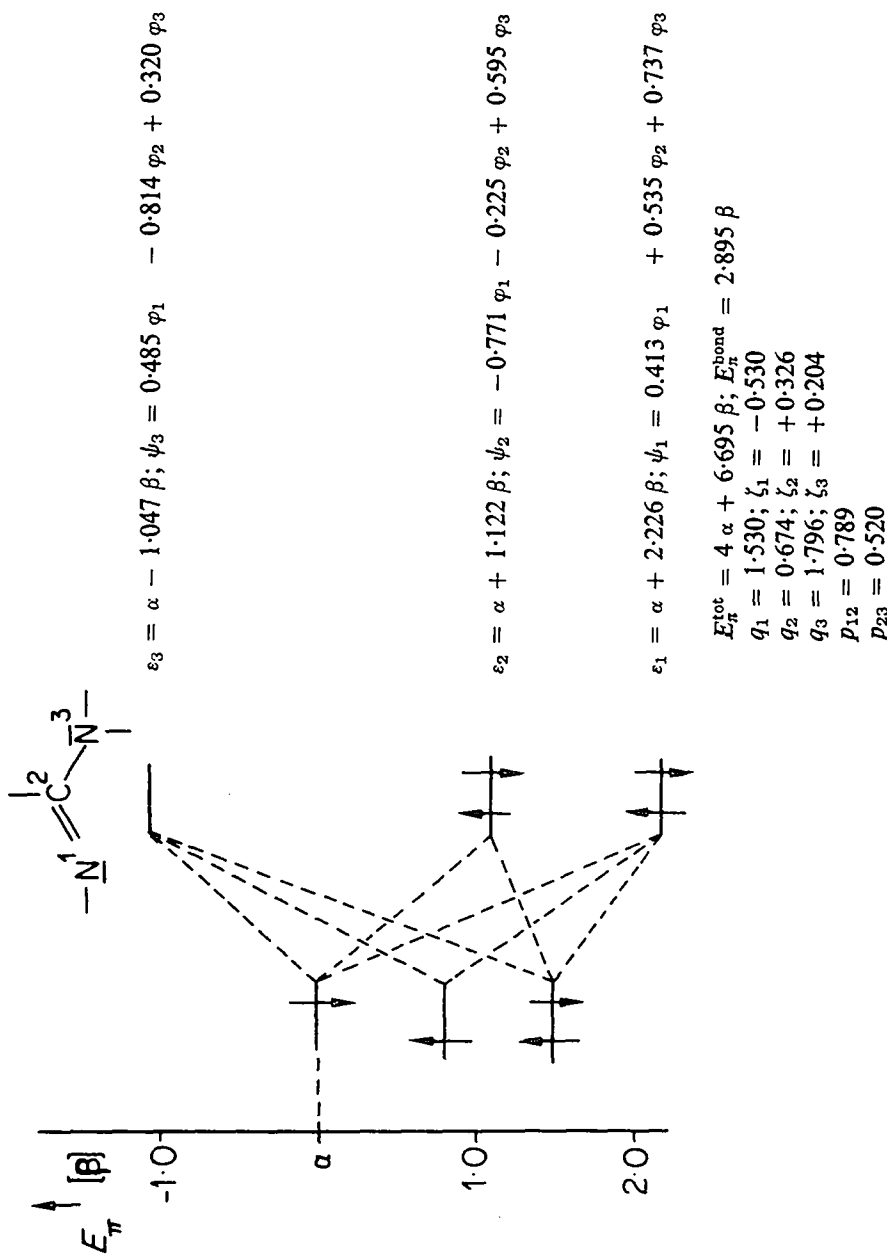 E_π [β]
-1·0
α
1·0
2·0
-N̲¹
C²
N̅³
ε₃ = α − 1·047 β; ψ₃ = 0·485 φ₁ − 0·814 φ₂ + 0·320 φ₃
ε₂ = α + 1·122 β; ψ₂ = −0·771 φ₁ − 0·225 φ₂ + 0·595 φ₃
ε₁ = α + 2·226 β; ψ₁ = 0.413 φ₁ + 0·535 φ₂ + 0·737 φ₃
E_π^tot = 4 α + 6·695 β; E_π^bond = 2·895 β
q₁ = 1·530; ζ₁ = −0·530
q₂ = 0·674; ζ₂ = +0·326
q₃ = 1·796; ζ₃ = +0·204
p₁₂ = 0·789
p₂₃ = 0·520